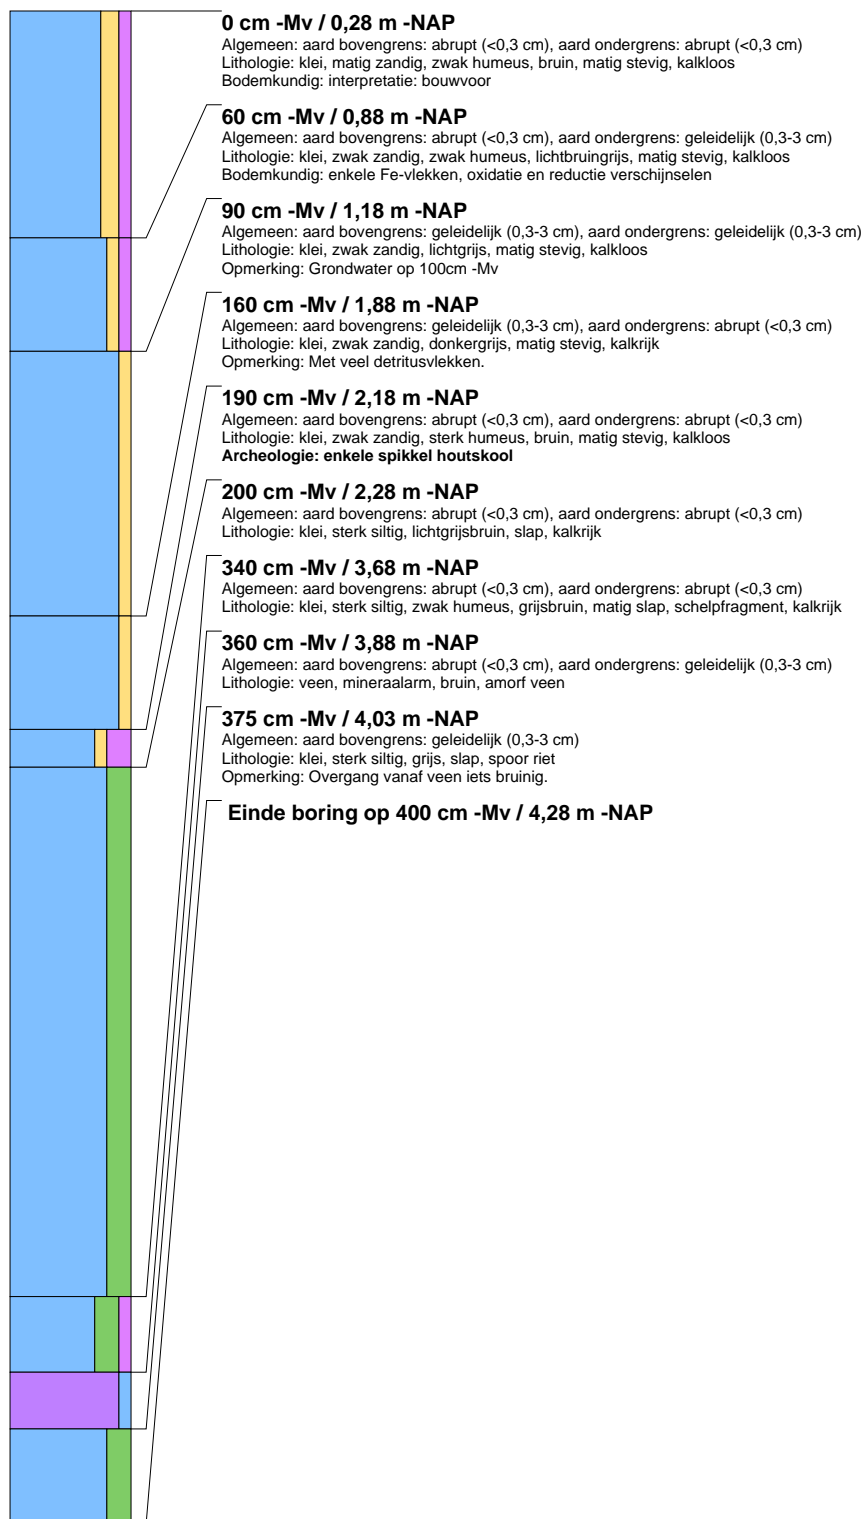 0 cm -Mv / 0,28 m -NAP
Algemeen: aard bovengrens: abrupt (<0,3 cm), aard ondergrens: abrupt (<0,3 cm)
Lithologie: klei, matig zandig, zwak humeus, bruin, matig stevig, kalkloos
Bodemkundig: interpretatie: bouwvoor
60 cm -Mv / 0,88 m -NAP
Algemeen: aard bovengrens: abrupt (<0,3 cm), aard ondergrens: geleidelijk (0,3-3 cm)
Lithologie: klei, zwak zandig, zwak humeus, lichtbruingrijs, matig stevig, kalkloos
Bodemkundig: enkele Fe-vlekken, oxidatie en reductie verschijnselen
90 cm -Mv / 1,18 m -NAP
Algemeen: aard bovengrens: geleidelijk (0,3-3 cm), aard ondergrens: geleidelijk (0,3-3 cm)
Lithologie: klei, zwak zandig, lichtgrijs, matig stevig, kalkloos
Opmerking: Grondwater op 100cm -Mv
160 cm -Mv / 1,88 m -NAP
Algemeen: aard bovengrens: geleidelijk (0,3-3 cm), aard ondergrens: abrupt (<0,3 cm)
Lithologie: klei, zwak zandig, donkergrijs, matig stevig, kalkrijk
Opmerking: Met veel detritusvlekken.
190 cm -Mv / 2,18 m -NAP
Algemeen: aard bovengrens: abrupt (<0,3 cm), aard ondergrens: abrupt (<0,3 cm)
Lithologie: klei, zwak zandig, sterk humeus, bruin, matig stevig, kalkloos
Archeologie: enkele spikkel houtskool
200 cm -Mv / 2,28 m -NAP
Algemeen: aard bovengrens: abrupt (<0,3 cm), aard ondergrens: abrupt (<0,3 cm)
Lithologie: klei, sterk siltig, lichtgrijsbruin, slap, kalkrijk
340 cm -Mv / 3,68 m -NAP
Algemeen: aard bovengrens: abrupt (<0,3 cm), aard ondergrens: abrupt (<0,3 cm)
Lithologie: klei, sterk siltig, zwak humeus, grijsbruin, matig slap, schelpfragment, kalkrijk
360 cm -Mv / 3,88 m -NAP
Algemeen: aard bovengrens: abrupt (<0,3 cm), aard ondergrens: geleidelijk (0,3-3 cm)
Lithologie: veen, mineraalarm, bruin, amorf veen
375 cm -Mv / 4,03 m -NAP
Algemeen: aard bovengrens: geleidelijk (0,3-3 cm)
Lithologie: klei, sterk siltig, grijs, slap, spoor riet
Opmerking: Overgang vanaf veen iets bruinig.
Einde boring op 400 cm -Mv / 4,28 m -NAP